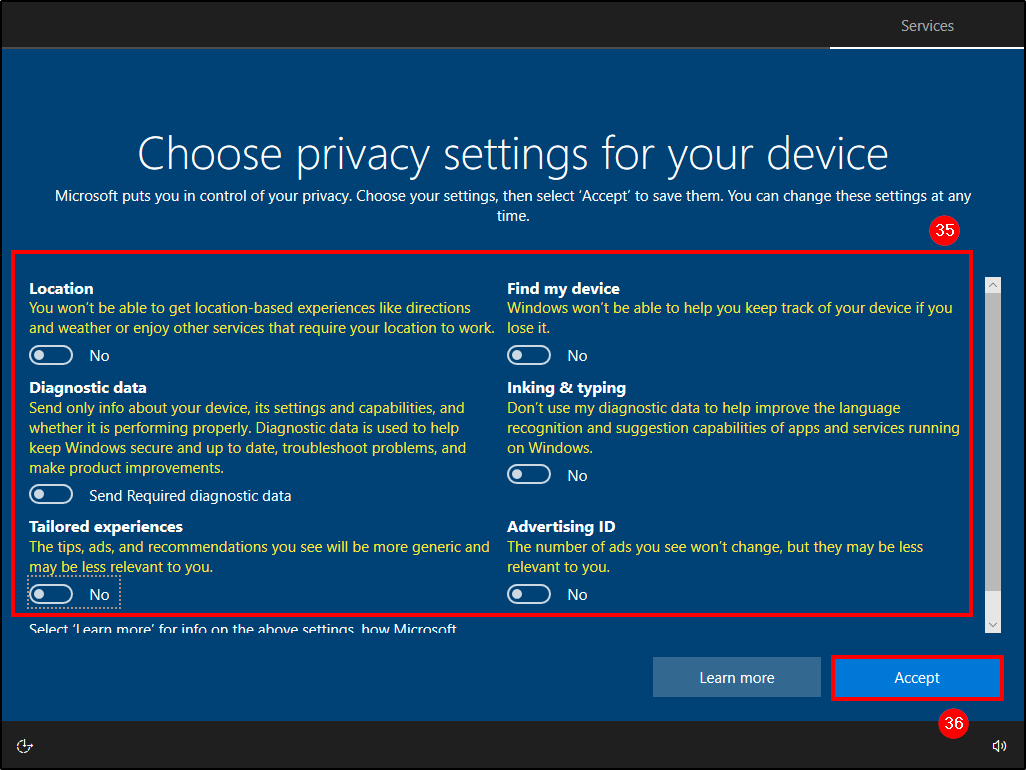 Services
Choose privacy settings for your device
Microsoft puts you in control of your privacy. Choose your settings, then select ‘Accept’ to save them. You can change these settings at any
time.
35
Location
You won’t be able to get location-based experiences like directions
and weather or enjoy other services that require your location to work.
No
Find my device
Windows won’t be able to help you keep track of your device if you
lose it.
No
Diagnostic data
Send only info about your device, its settings and capabilities, and
whether it is performing properly. Diagnostic data is used to help
keep Windows secure and up to date, troubleshoot problems, and
make product improvements.
Send Required diagnostic data
Inking & typing
Don’t use my diagnostic data to help improve the language
recognition and suggestion capabilities of apps and services running
on Windows.
No
Tailored experiences
The tips, ads, and recommendations you see will be more generic and
may be less relevant to you.
No
Advertising ID
The number of ads you see won’t change, but they may be less
relevant to you.
No
Select ‘Learn more’ for info on the above settings, how Microsoft
Learn more
Accept
36